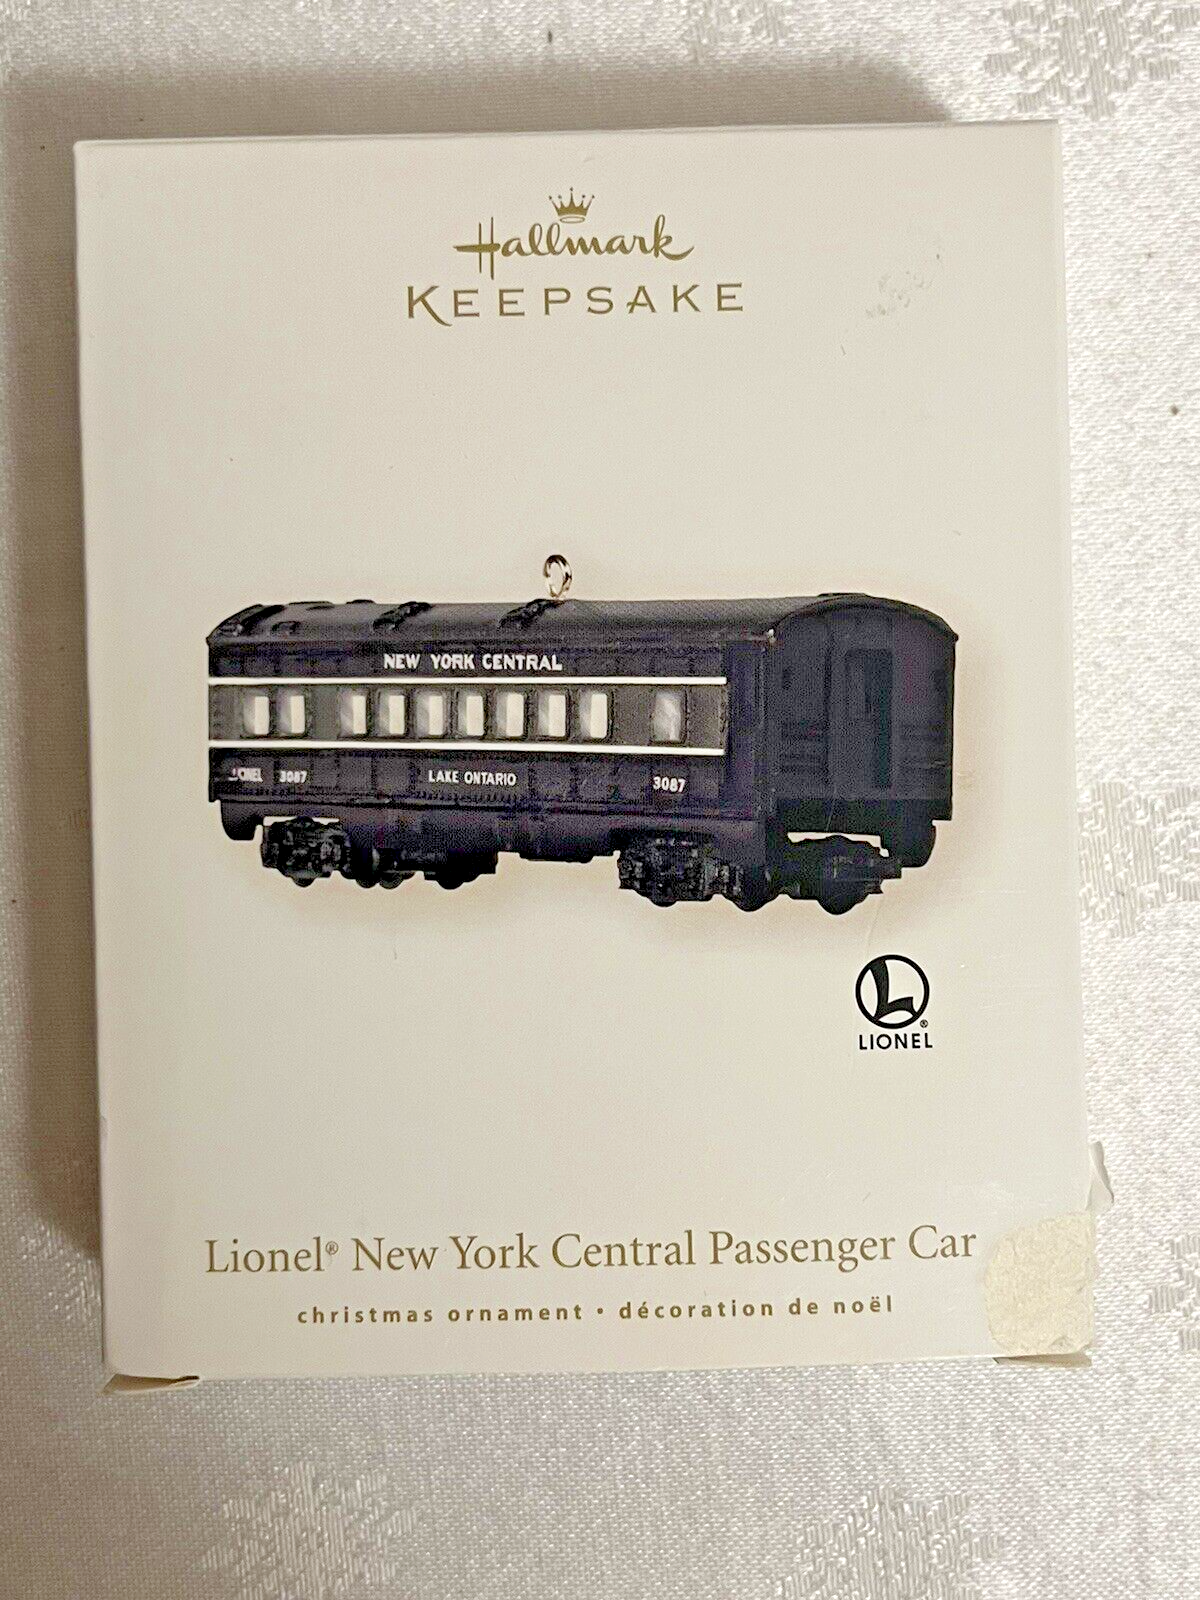 Hallmark
KEEPSAKE
NEW YORK CENTRAL
LIONEL 3087
LAKE ONTARIO
3087
L®
LIONEL
Lionel® New York Central Passenger Car
christmas ornament • décoration de noël